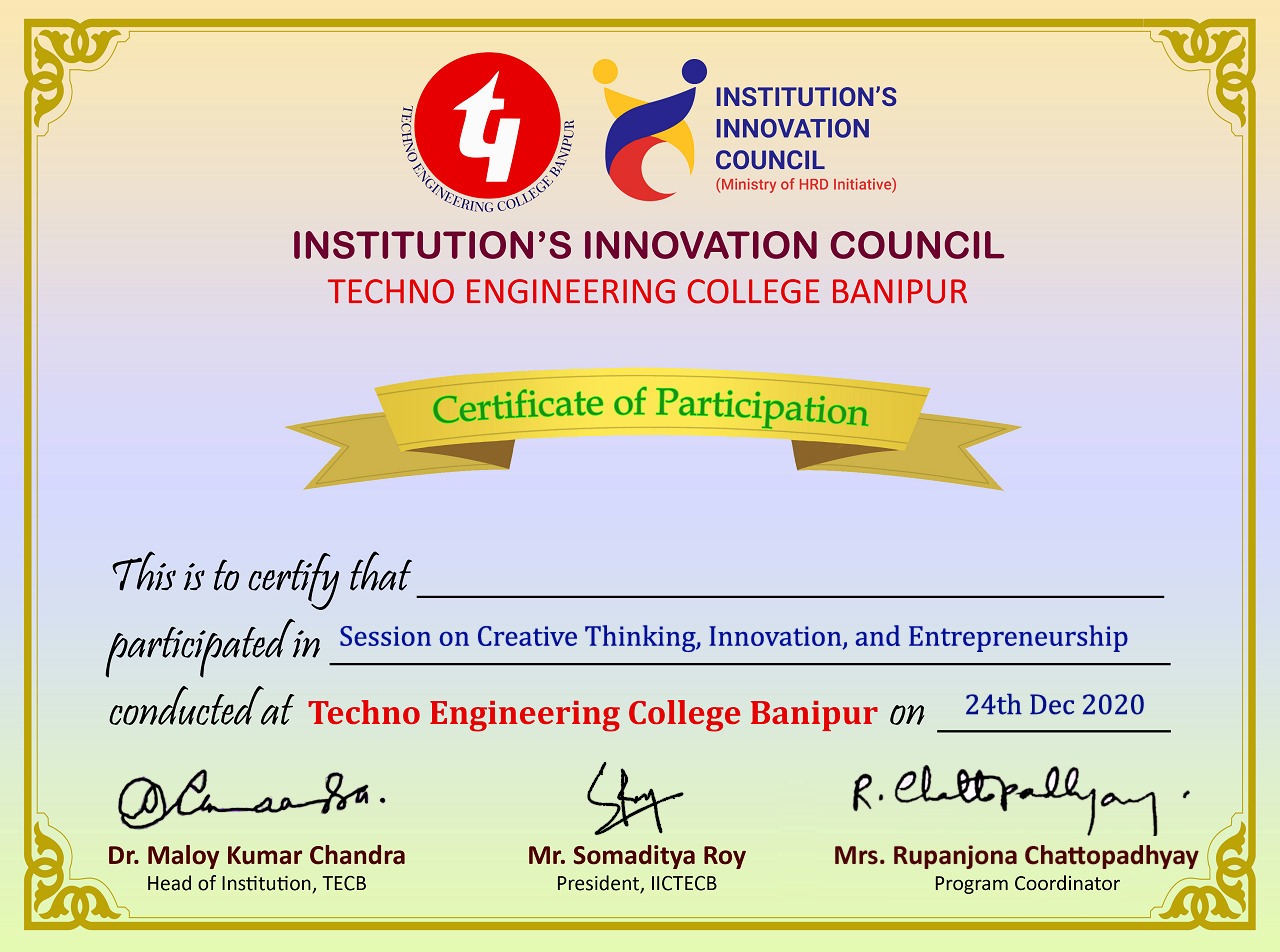 TECHNO ENGINEERING COLLEGE BANIPUR
INSTITUTION'S
INNOVATION
COUNCIL
(Ministry of HRD Initiative)
INSTITUTION'S INNOVATION COUNCIL
TECHNO ENGINEERING COLLEGE BANIPUR
Certificate of Participation
This is to certify that
participated in Session on Creative Thinking, Innovation, and Entrepreneurship
conducted at Techno Engineering College Banipur on 24th Dec 2020
R. Chattopadhyay.
Dr. Maloy Kumar Chandra Mr. Somaditya Roy Mrs. Rupanjona Chattopadhyay
Head of Institution, TECB President, IICTECB Program Coordinator